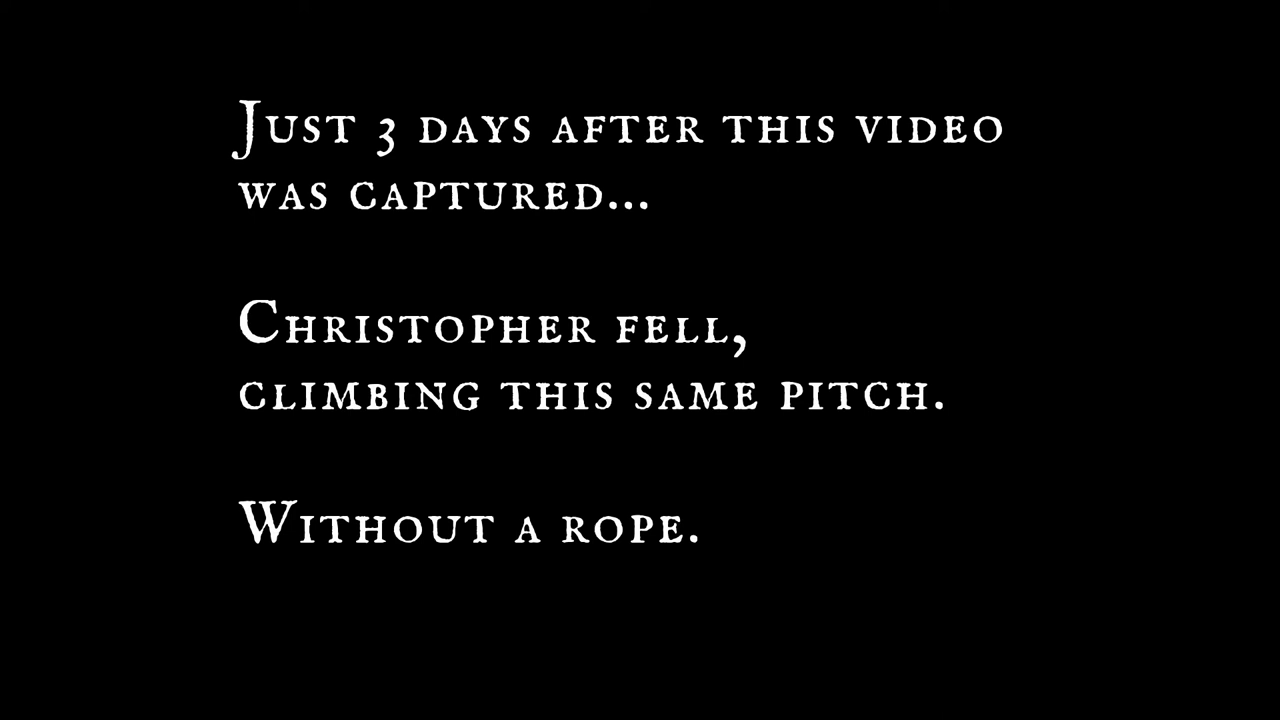 Just 3 days after this video
was captured...
Christopher fell,
climbing this same pitch.
Without a rope.